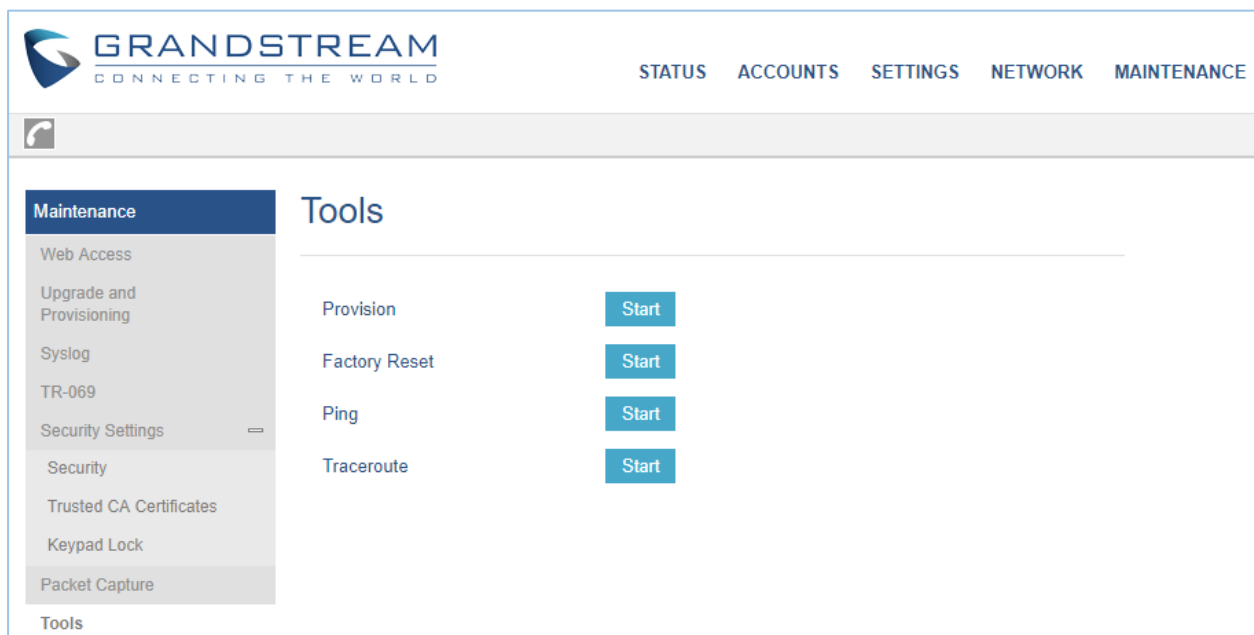 GRANDSTREAM
CONNECTING THE WORLD
STATUS ACCOUNTS SETTINGS NETWORK MAINTENANCE
Maintenance
Web Access
Upgrade and
Provisioning
Syslog
TR-069
Security Settings
Security
Trusted CA Certificates
Keypad Lock
Packet Capture
Tools
Tools
Provision Start
Factory Reset Start
Ping Start
Traceroute Start